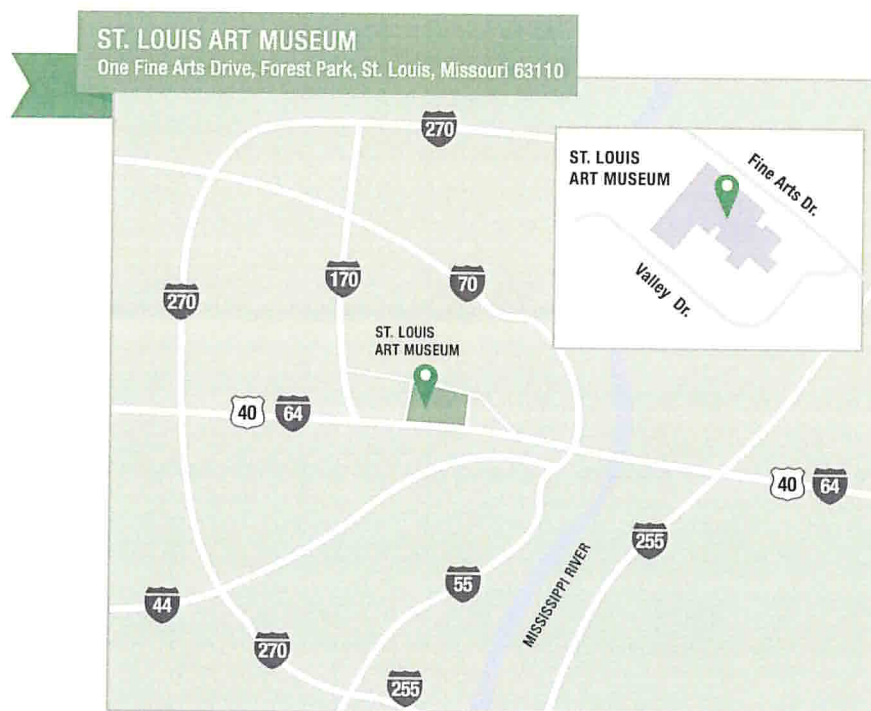 ST. LOUIS ART MUSEUM
One Fine Arts Drive, Forest Park, St. Louis, Missouri 63110
270
ST. LOUIS
ART MUSEUM
Fine Arts Dr.
Valley Dr.
270
170
70
ST. LOUIS
ART MUSEUM
40
64
40
64
255
MISSISSIPPI RIVER
55
44
270
255